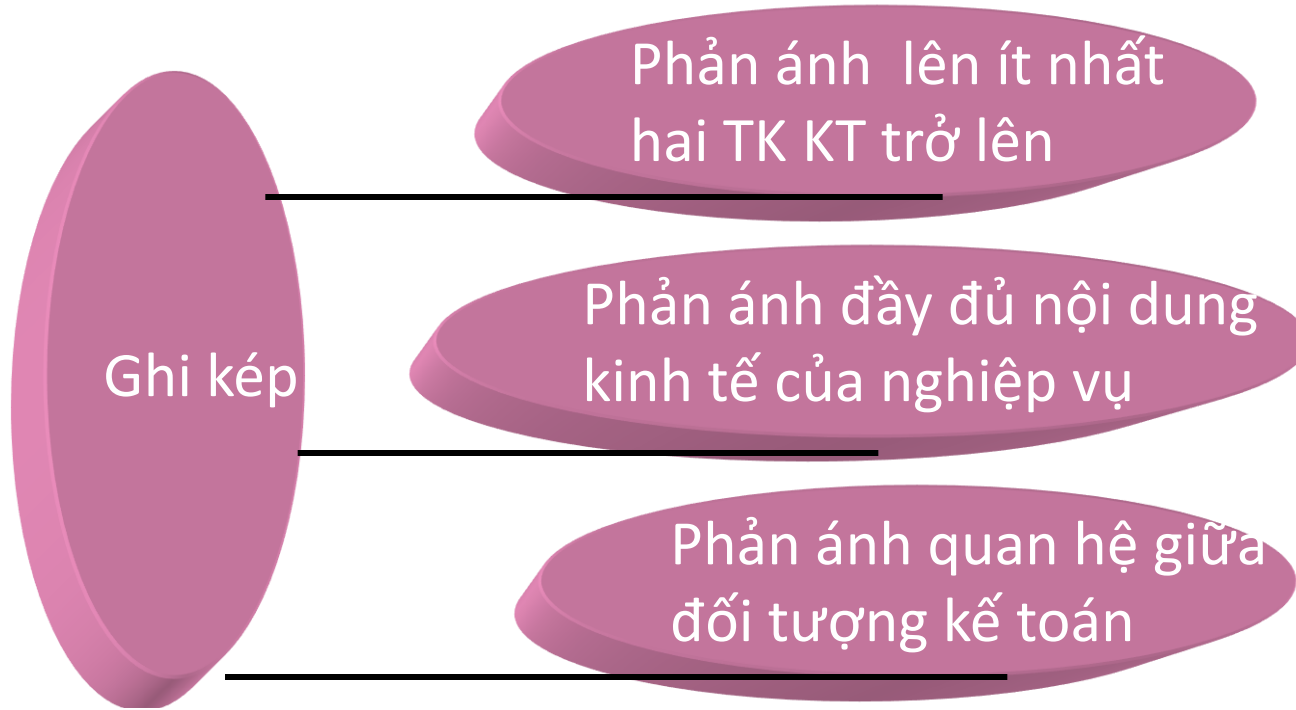 Phản ánh lên ít nhất
hai TK KT trở lên
Phản ánh đầy đủ nội dung
kinh tế của nghiệp vụ
Ghi kép
Phản ánh quan hệ giữa
đối tượng kế toán